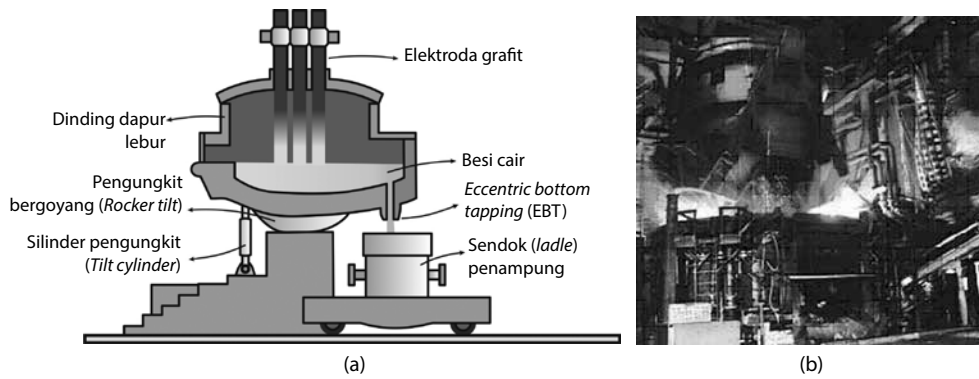 Elektroda grafit
Dinding dapur
lebur
Besi cair
Pengungkit
bergoyang (Rocker tilt)
Eccentric bottom
tapping (EBT)
Silinder pengungkit
(Tilt cylinder)
Sendok (ladle)
penampung
(a)
(b)